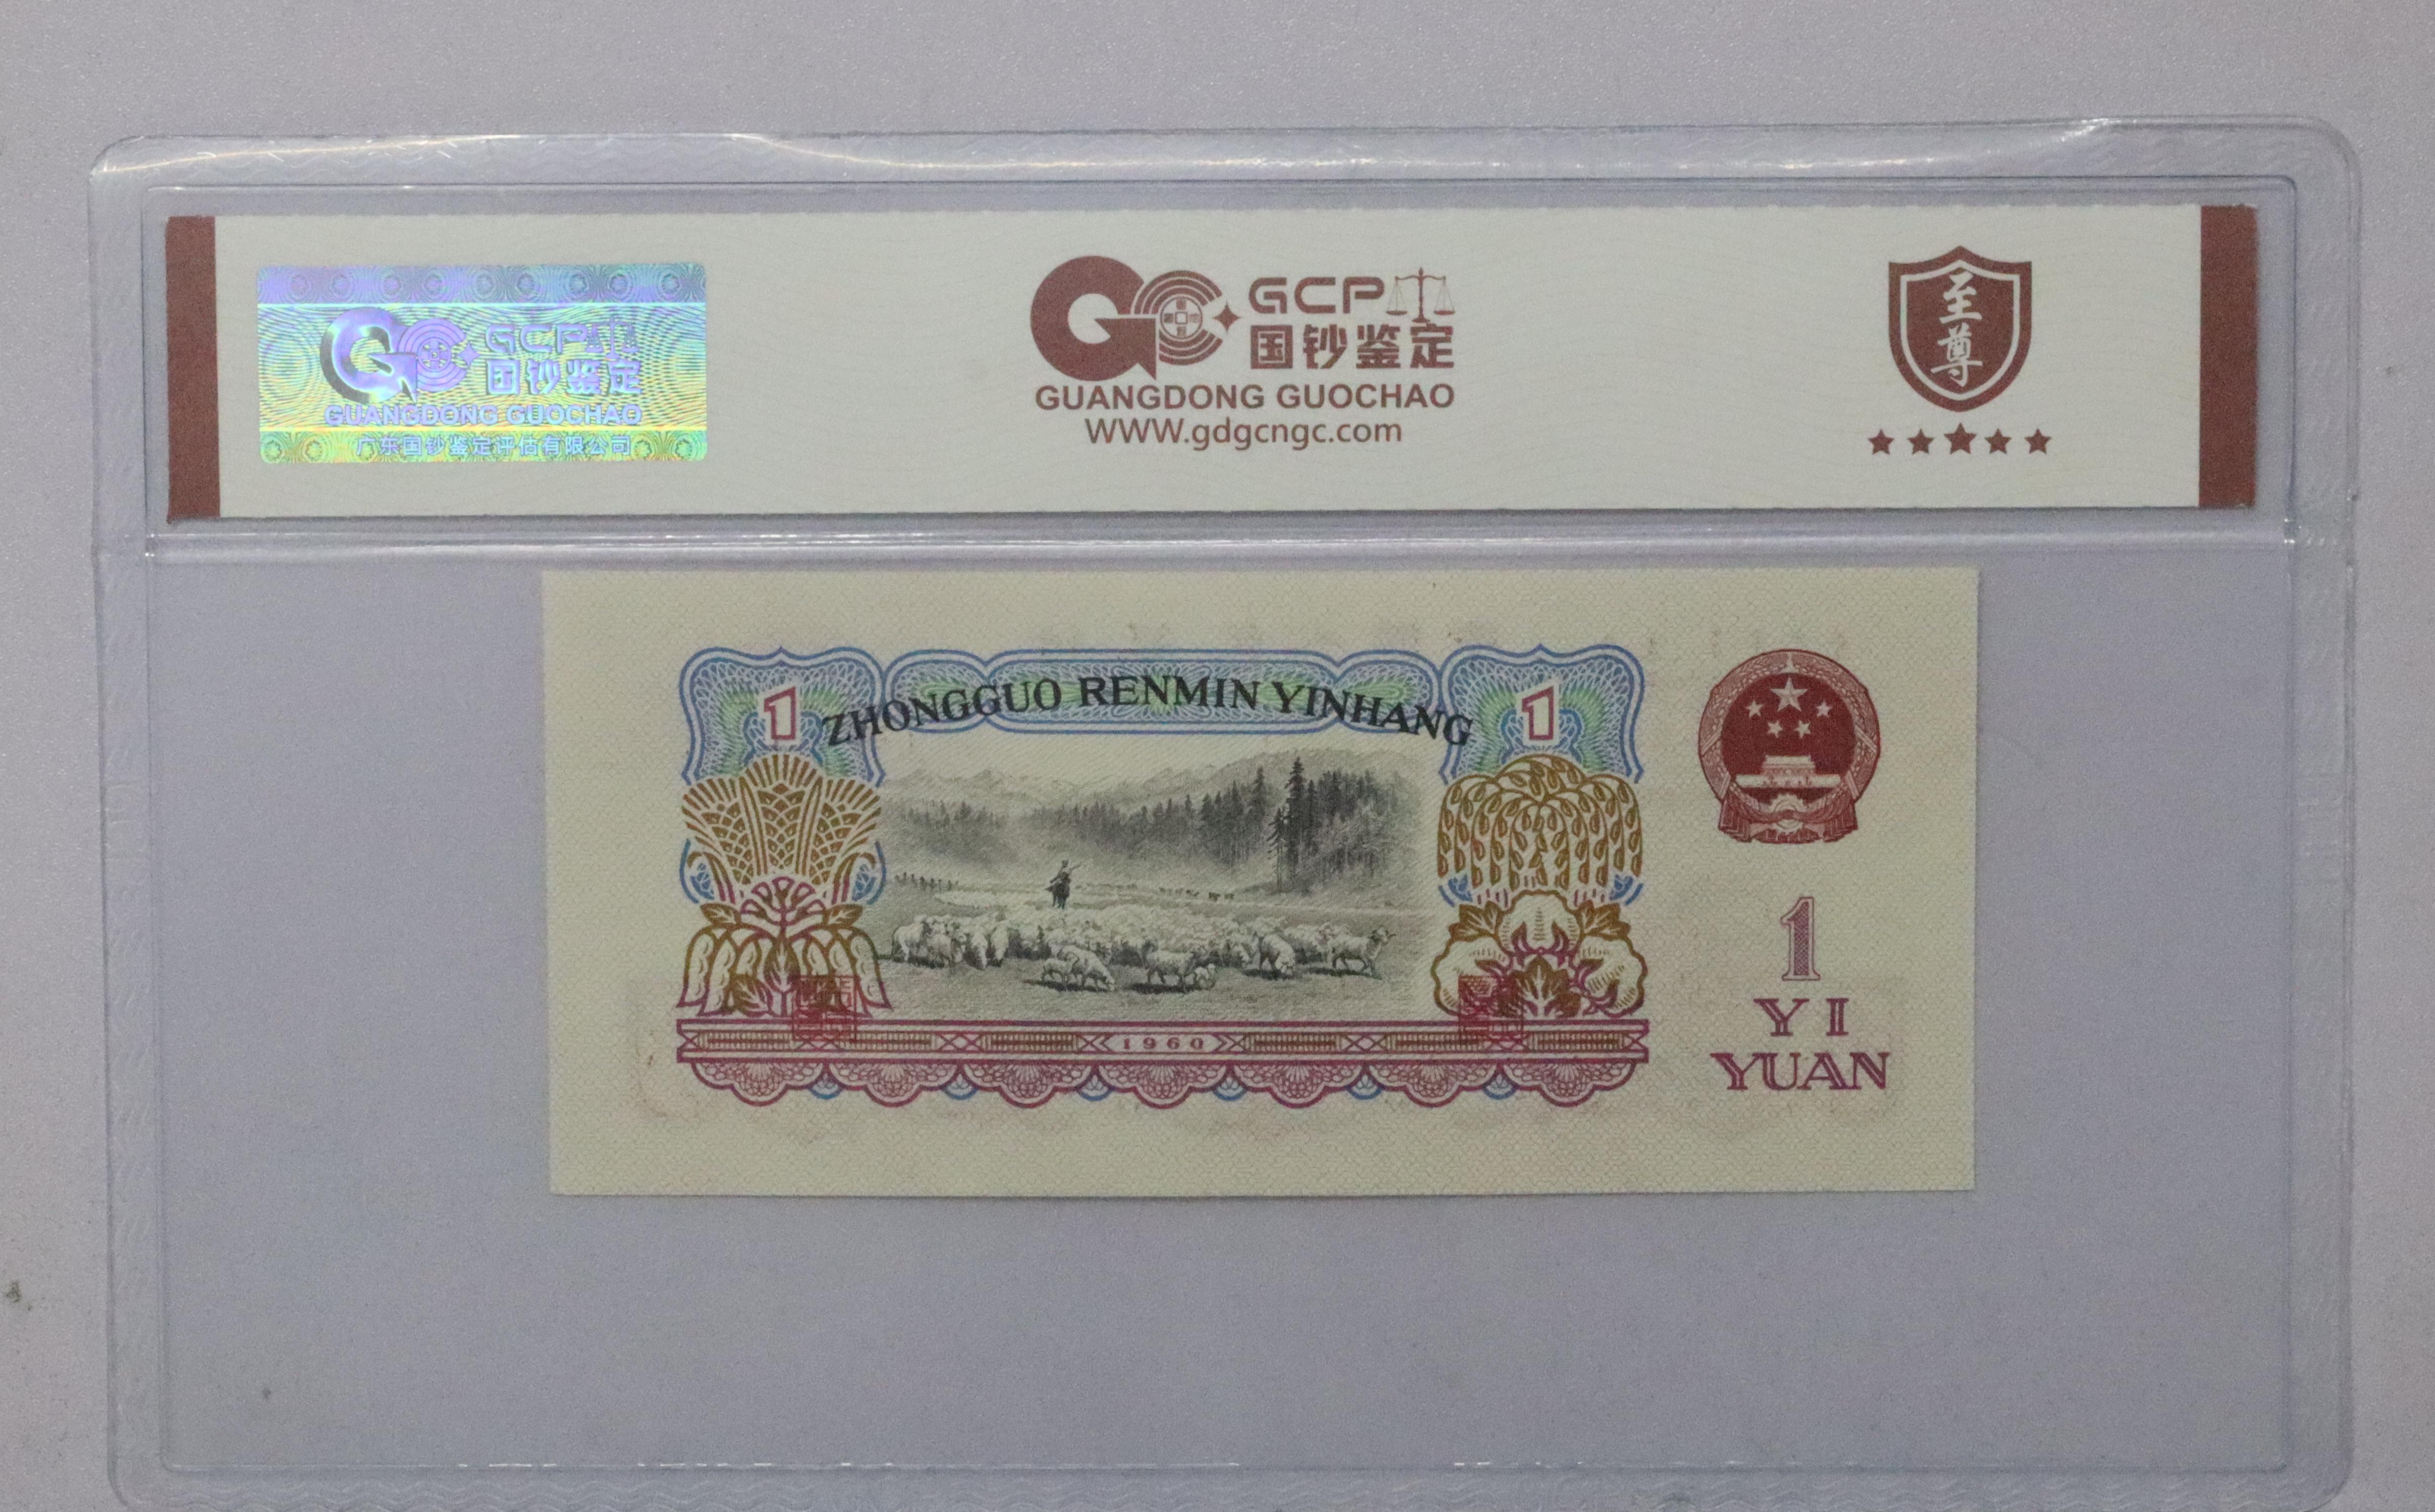 GCP
国钞鉴定
GUANGDONG GUOCHAO
广东国钞鉴定评估有限公司
GCP
国钞鉴定
GUANGDONG GUOCHAO
WWW.gdgcngc.com
至尊
1
ZHONGGUO RENMIN YINHANG
1
1960
1
YI
YUAN